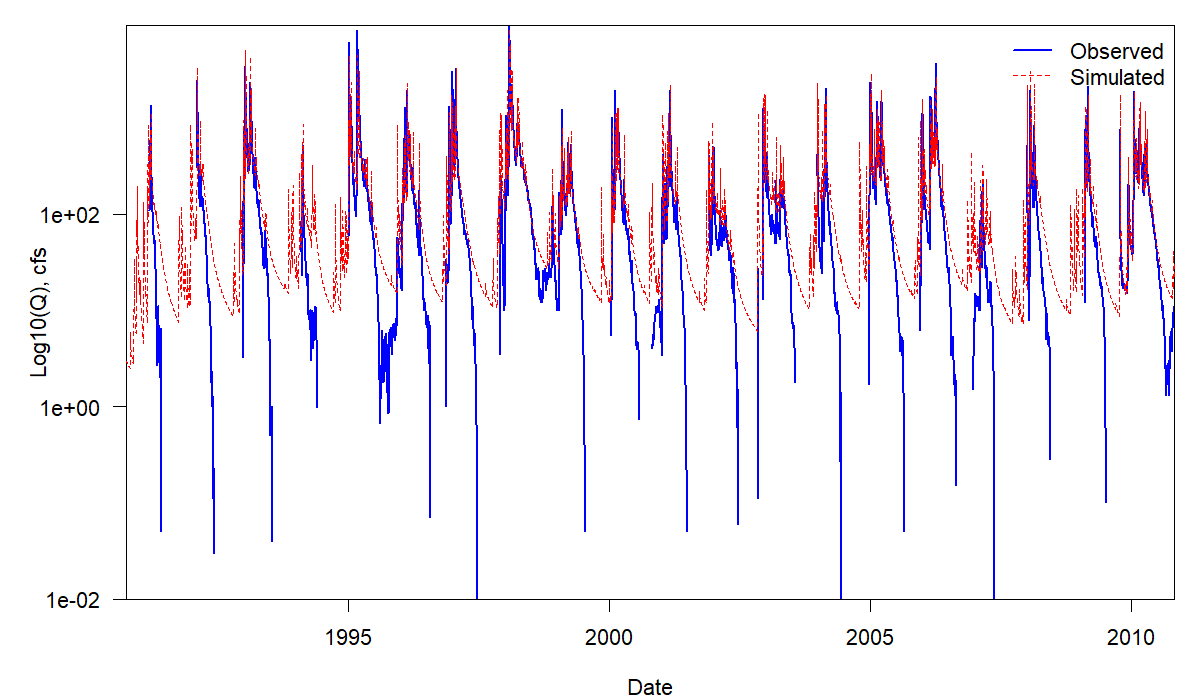 Observed
Simulated
Log10(Q), cfs
1e+02
1e+00
1e-02
1995
2000
2005
2010
Date